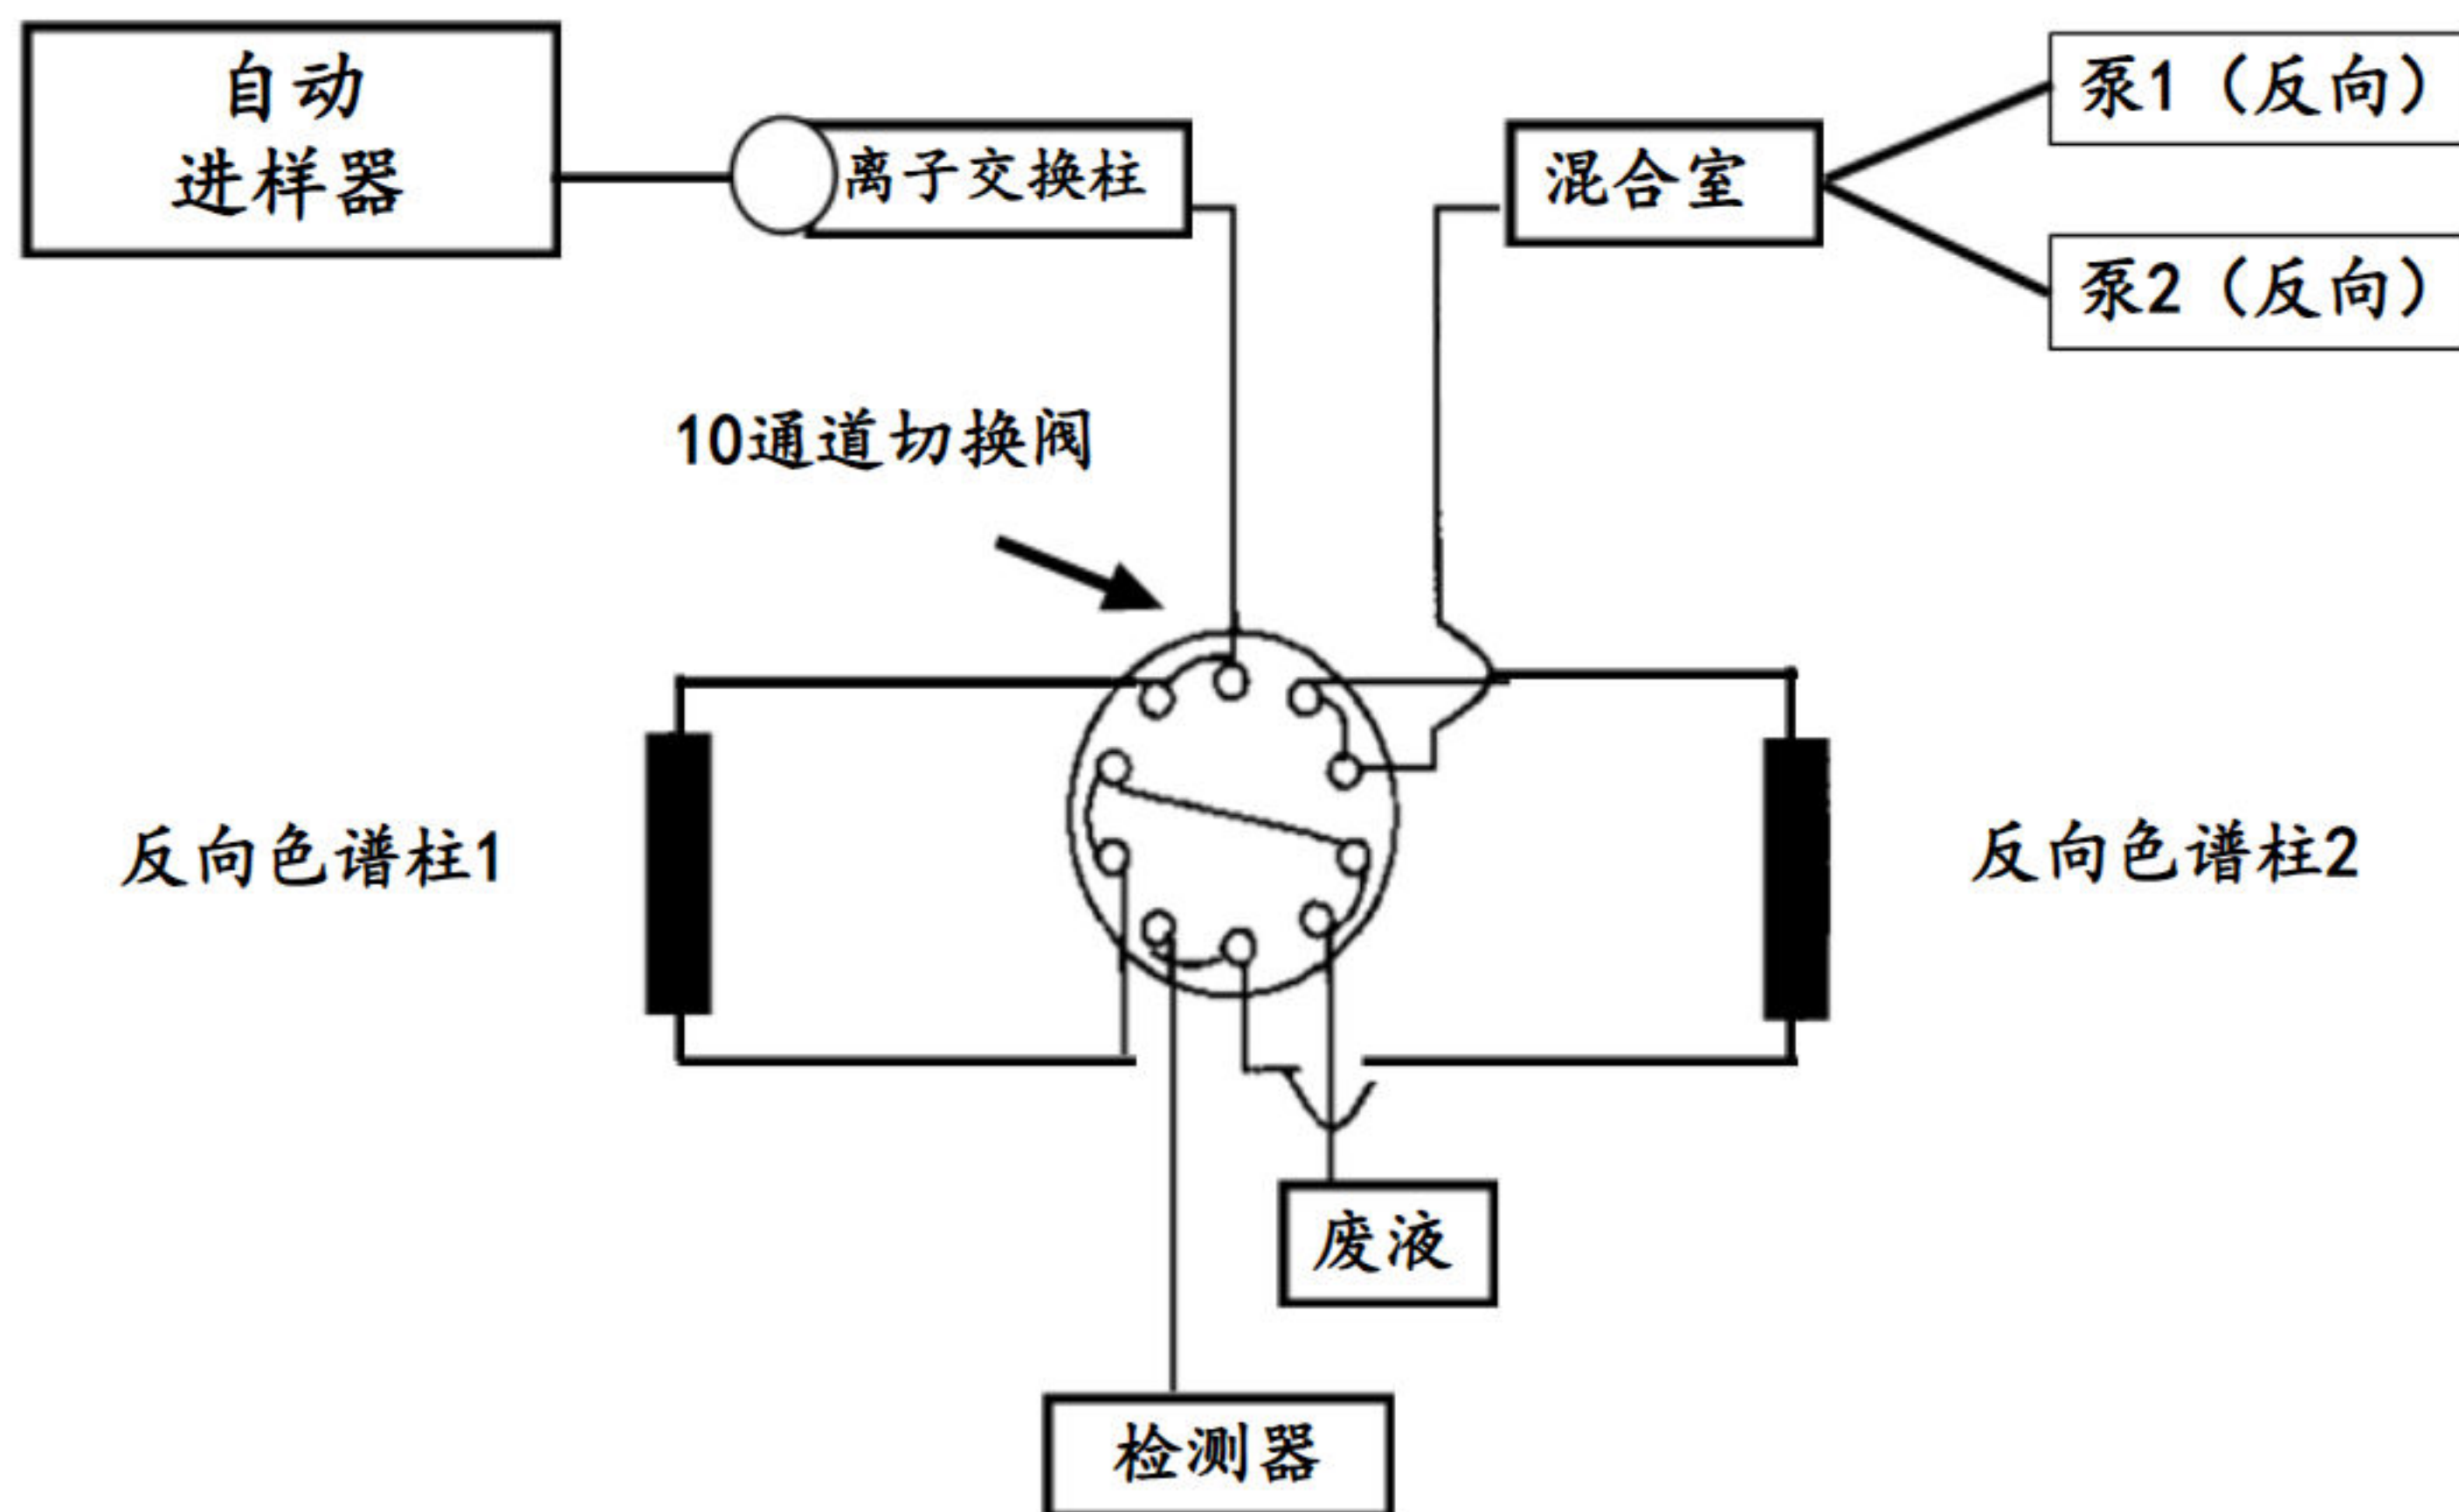 自动
进样器
离子交换柱
混合室
泵1（反向）
泵2（反向）
10通道切换阀
反向色谱柱1
反向色谱柱2
废液
检测器